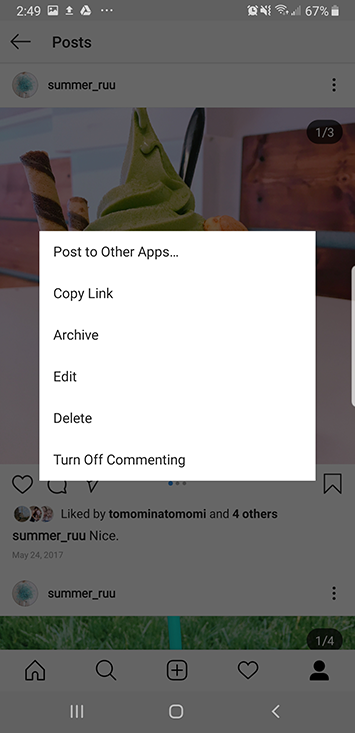 2:49 67%
Posts
summer_ruu
1/3
Post to Other Apps...
Copy Link
Archive
Edit
Delete
Turn Off Commenting
Liked by tomominatomomi and 4 others
summer_ruu Nice.
May 24, 2017
summer_ruu
1/4